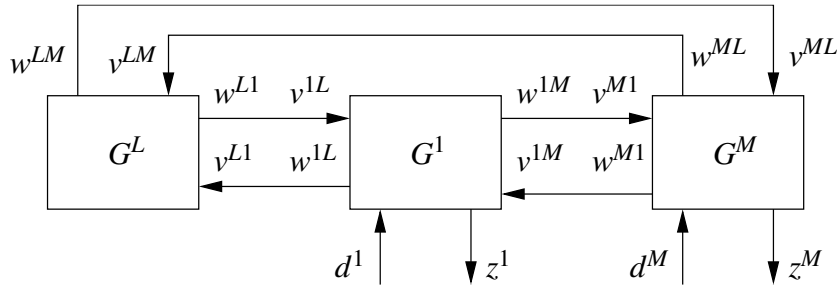 w^{LM} v^{LM} w^{ML} v^{ML}
w^{L1} v^{1L} w^{1M} v^{M1}
G^L G^1 G^M
v^{L1} w^{1L} v^{1M} w^{M1}
d^1 z^1 d^M z^M